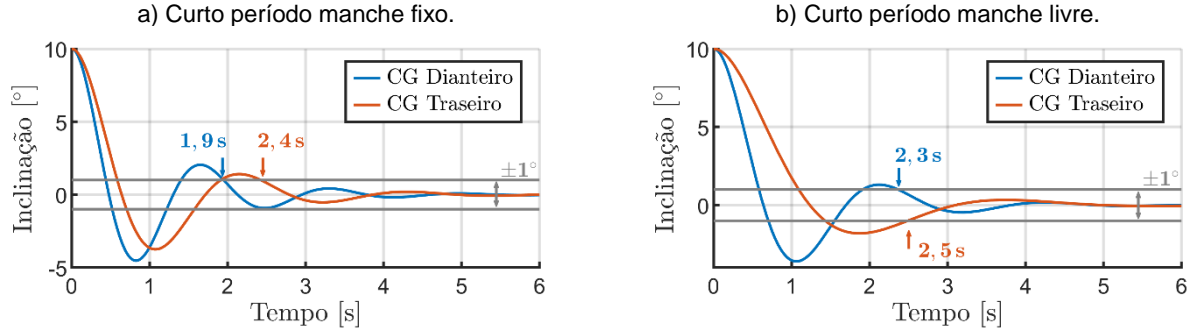 a) Curto período manche fixo.
10
5
0
-5
Inclinação [°]
CG Dianteiro
CG Traseiro
1,9 s
2,4 s
±1°
0 1 2 3 4 5 6
Tempo [s]
b) Curto período manche livre.
10
5
0
-5
Inclinação [°]
CG Dianteiro
CG Traseiro
2,3 s
±1°
2,5 s
0 1 2 3 4 5 6
Tempo [s]